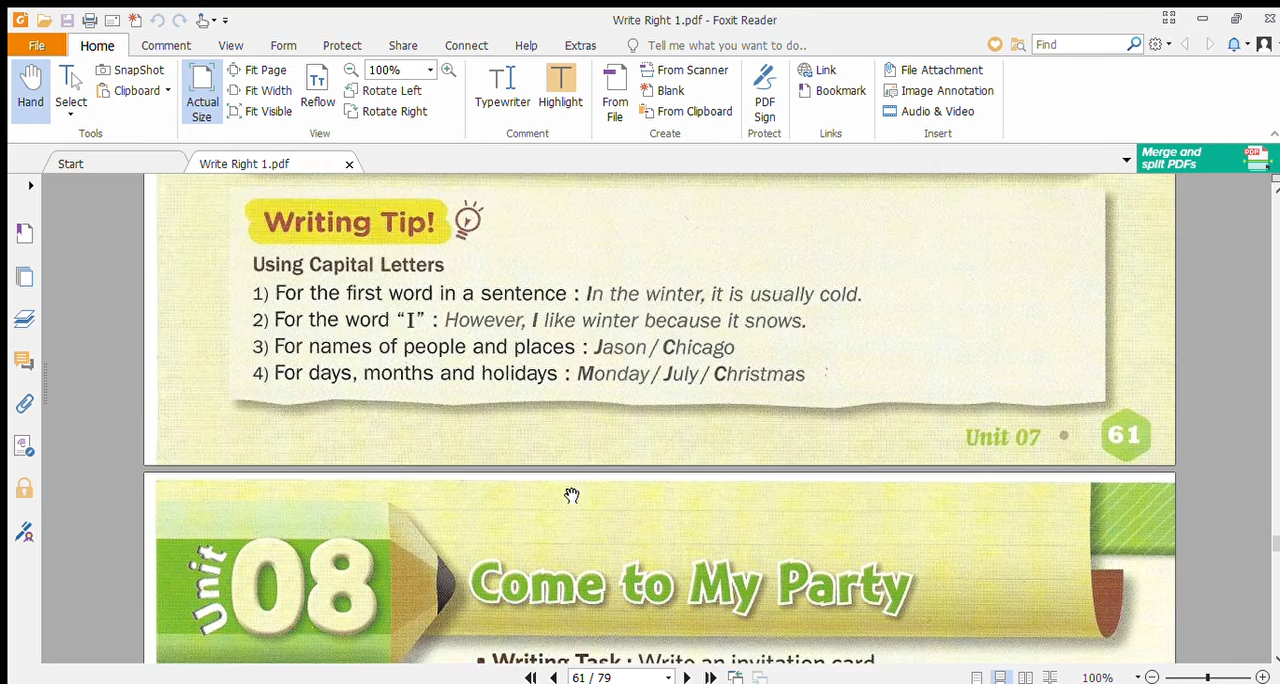 Write Right 1.pdf - Foxit Reader
File Home Comment View Form Protect Share Connect Help Extras Tell me what you want to do.. Find
Hand Select SnapShot Clipboard Actual Size Fit Page Fit Width Fit Visible Reflow 100% Rotate Left Rotate Right Typewriter Highlight From File From Scanner Blank From Clipboard PDF Sign Link Bookmark File Attachment Image Annotation Audio & Video
Tools View Comment Create Protect Links Insert
Start Write Right 1.pdf Merge and split PDFs PDF
Writing Tip!
Using Capital Letters
1) For the first word in a sentence : In the winter, it is usually cold.
2) For the word “I” : However, I like winter because it snows.
3) For names of people and places : Jason / Chicago
4) For days, months and holidays : Monday / July / Christmas
Unit 07 • 61
Unit 08 Come to My Party
• Writing Task : Write an invitation card
61 / 79 100%